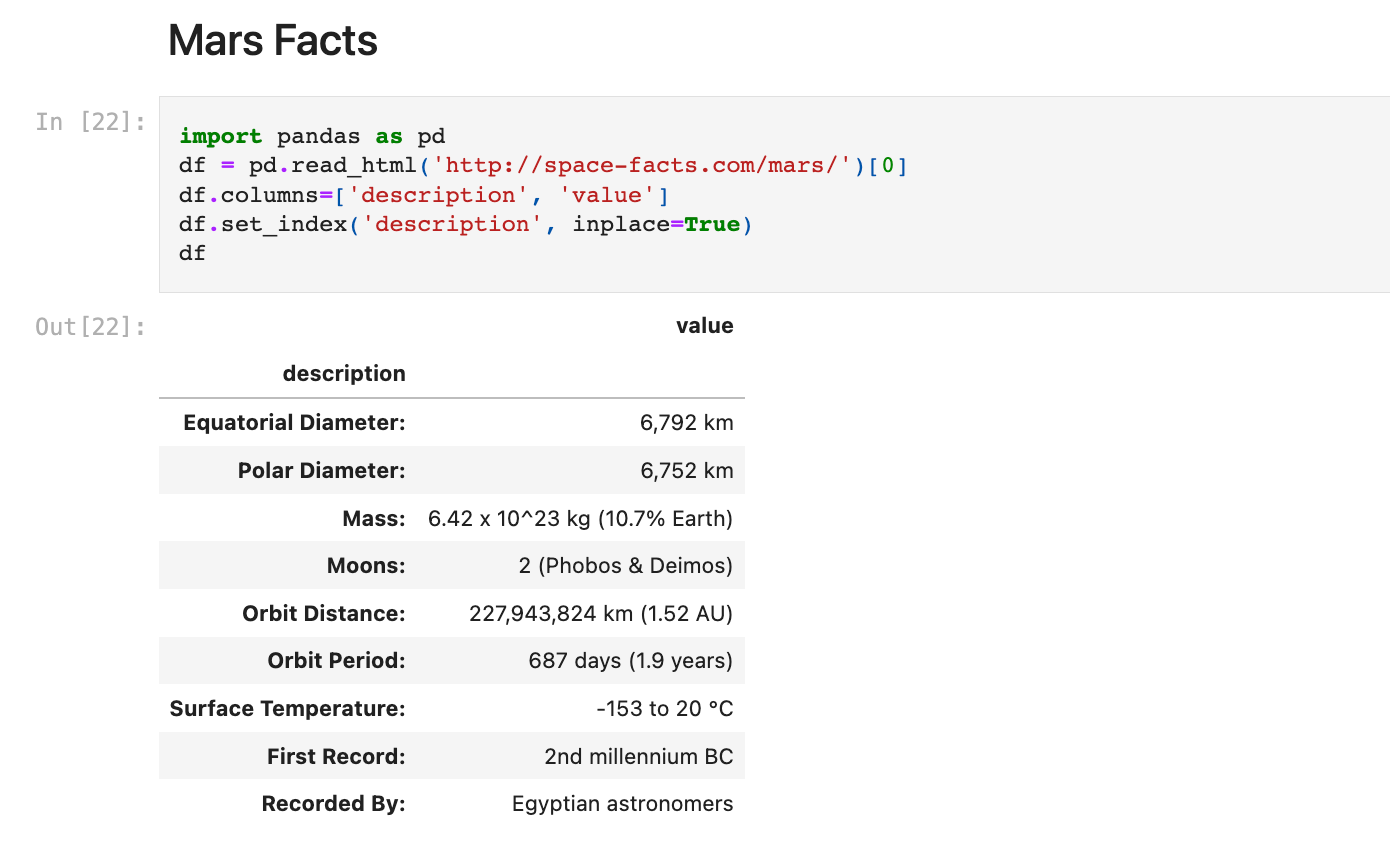 Mars Facts
In [22]:
import pandas as pd
df = pd.read_html('http://space-facts.com/mars/')[0]
df.columns=['description', 'value']
df.set_index('description', inplace=True)
df
Out[22]:
value
description
Equatorial Diameter: 6,792 km
Polar Diameter: 6,752 km
Mass: 6.42 x 10^23 kg (10.7% Earth)
Moons: 2 (Phobos & Deimos)
Orbit Distance: 227,943,824 km (1.52 AU)
Orbit Period: 687 days (1.9 years)
Surface Temperature: -153 to 20 °C
First Record: 2nd millennium BC
Recorded By: Egyptian astronomers